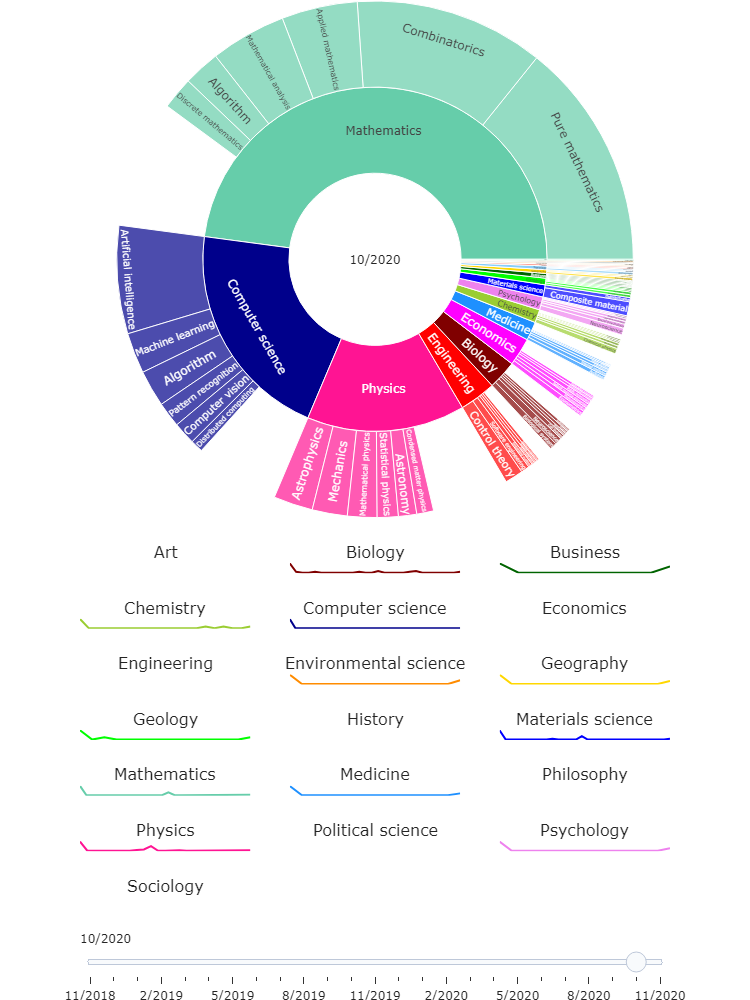 Applied mathematics
Combinatorics
Mathematical analysis
Algorithm
Discrete mathematics
Pure mathematics
Mathematics
10/2020
Artificial intelligence
Machine learning
Algorithm
Pattern recognition
Computer vision
Distributed computing
Computer science
Physics
Engineering
Biology
Economics
Medicine
Chemistry
Psychology
Materials science
Composite material
Control theory
Software engineering
Astrophysics
Mechanics
Mathematical physics
Statistical physics
Astronomy
Condensed matter physics
Art
Biology
Business
Chemistry
Computer science
Economics
Engineering
Environmental science
Geography
Geology
History
Materials science
Mathematics
Medicine
Philosophy
Physics
Political science
Psychology
Sociology
10/2020
11/2018
2/2019
5/2019
8/2019
11/2019
2/2020
5/2020
8/2020
11/2020